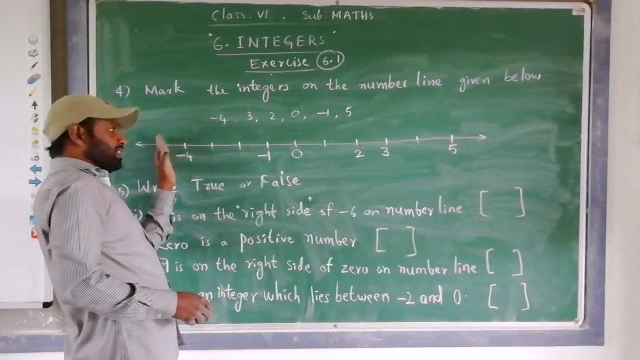 Class: VI. Sub: MATHS
"6. INTEGERS"
Exercise 6.1
4) Mark the integers on the number line given below
-4 3, 2, 0, -1, 5
-4 -1 0 2 3 5
5) Write True or False
is on the "right side" of -6 on number line [ ]
Zero is a positive number [ ]
is on the right side of zero on number line [ ]
an integer which lies between -2 and 0. [ ]